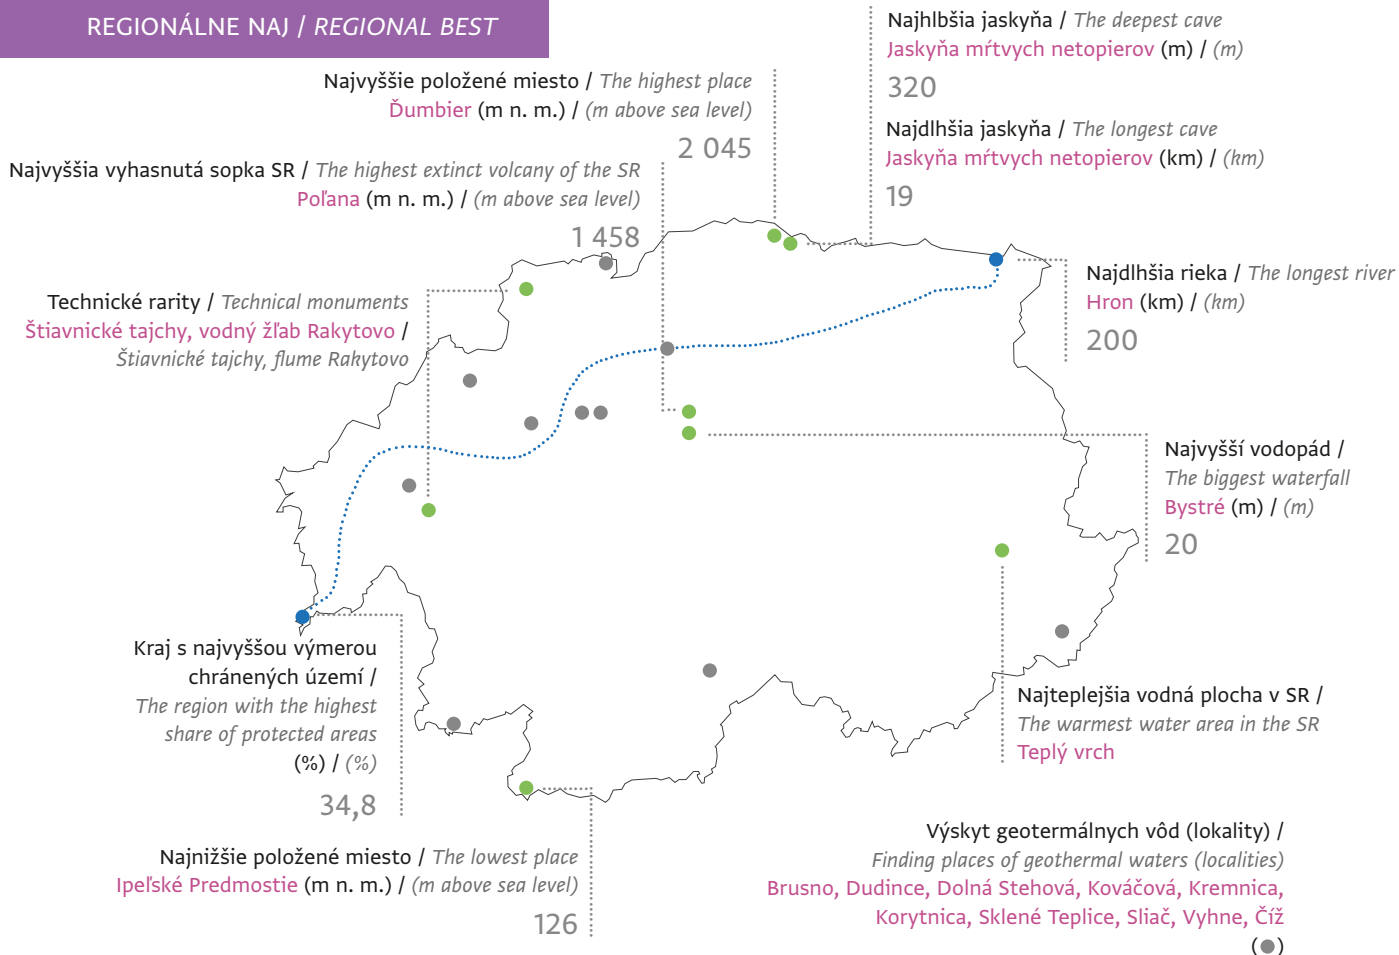 REGIONÁLNE NAJ / REGIONAL BEST
Najhlbšia jaskyňa / The deepest cave
Jaskyňa mŕtvych netopierov (m) / (m)
320
Najvyššie položené miesto / The highest place
Ďumbier (m n. m.) / (m above sea level)
2 045
Najdlhšia jaskyňa / The longest cave
Jaskyňa mŕtvych netopierov (km) / (km)
19
Najvyššia vyhasnutá sopka SR / The highest extinct volcany of the SR
Poľana (m n. m.) / (m above sea level)
1 458
Najdlhšia rieka / The longest river
Hron (km) / (km)
200
Technické rarity / Technical monuments
Štiavnické tajchy, vodný žľab Rakytovo /
Štiavnické tajchy, flume Rakytovo
Najvyšší vodopád /
The biggest waterfall
Bystré (m) / (m)
20
Kraj s najvyššou výmerou
chránených území /
The region with the highest
share of protected areas
(%) / (%)
34,8
Najteplejšia vodná plocha v SR /
The warmest water area in the SR
Teplý vrch
Najnižšie položené miesto / The lowest place
Ipeľské Predmostie (m n. m.) / (m above sea level)
126
Výskyt geotermálnych vôd (lokality) /
Finding places of geothermal waters (localities)
Brusno, Dudince, Dolná Stehová, Kováčová, Kremnica,
Korytnica, Sklené Teplice, Sliač, Vyhne, Číž
(●)